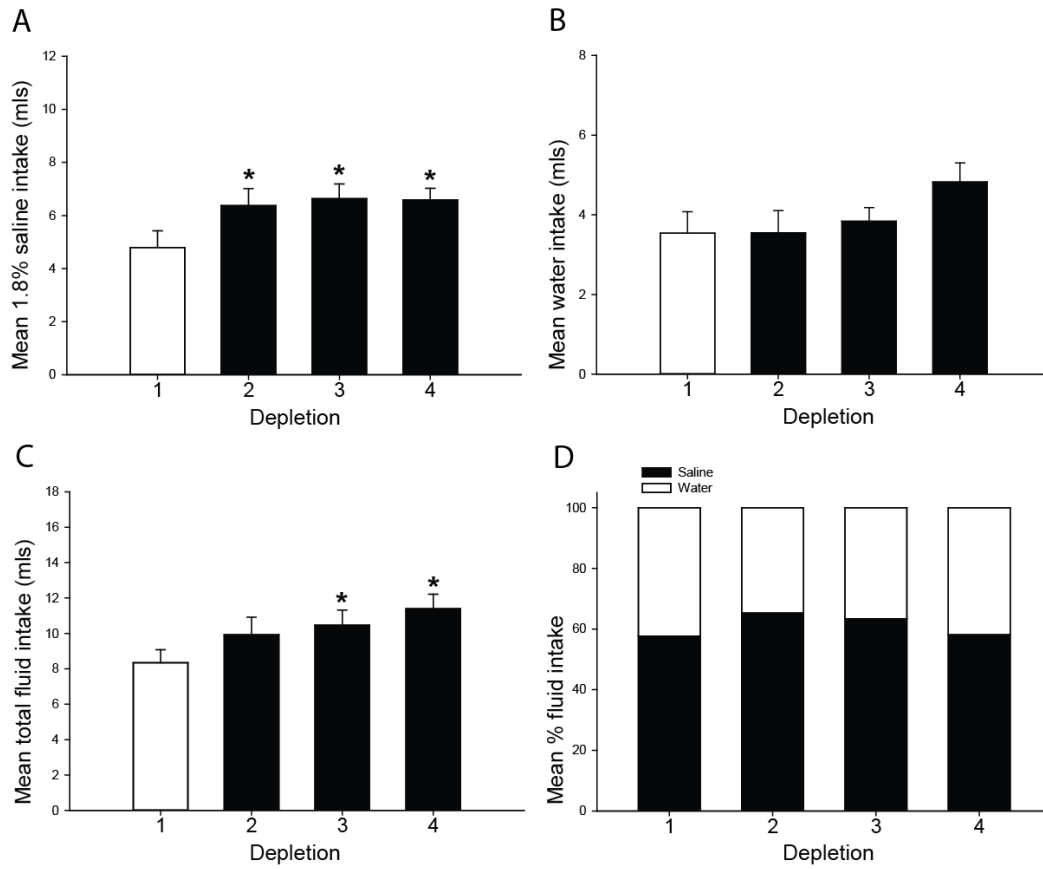 A
Mean 1.8% saline intake (mls)
12
10
8
6
4
2
0
*
*
*
1 2 3 4
Depletion
B
Mean water intake (mls)
8
6
4
2
0
1 2 3 4
Depletion
C
Mean total fluid intake (mls)
18
16
14
12
10
8
6
4
2
0
*
*
1 2 3 4
Depletion
D
Saline
Water
Mean % fluid intake
100
80
60
40
20
0
1 2 3 4
Depletion